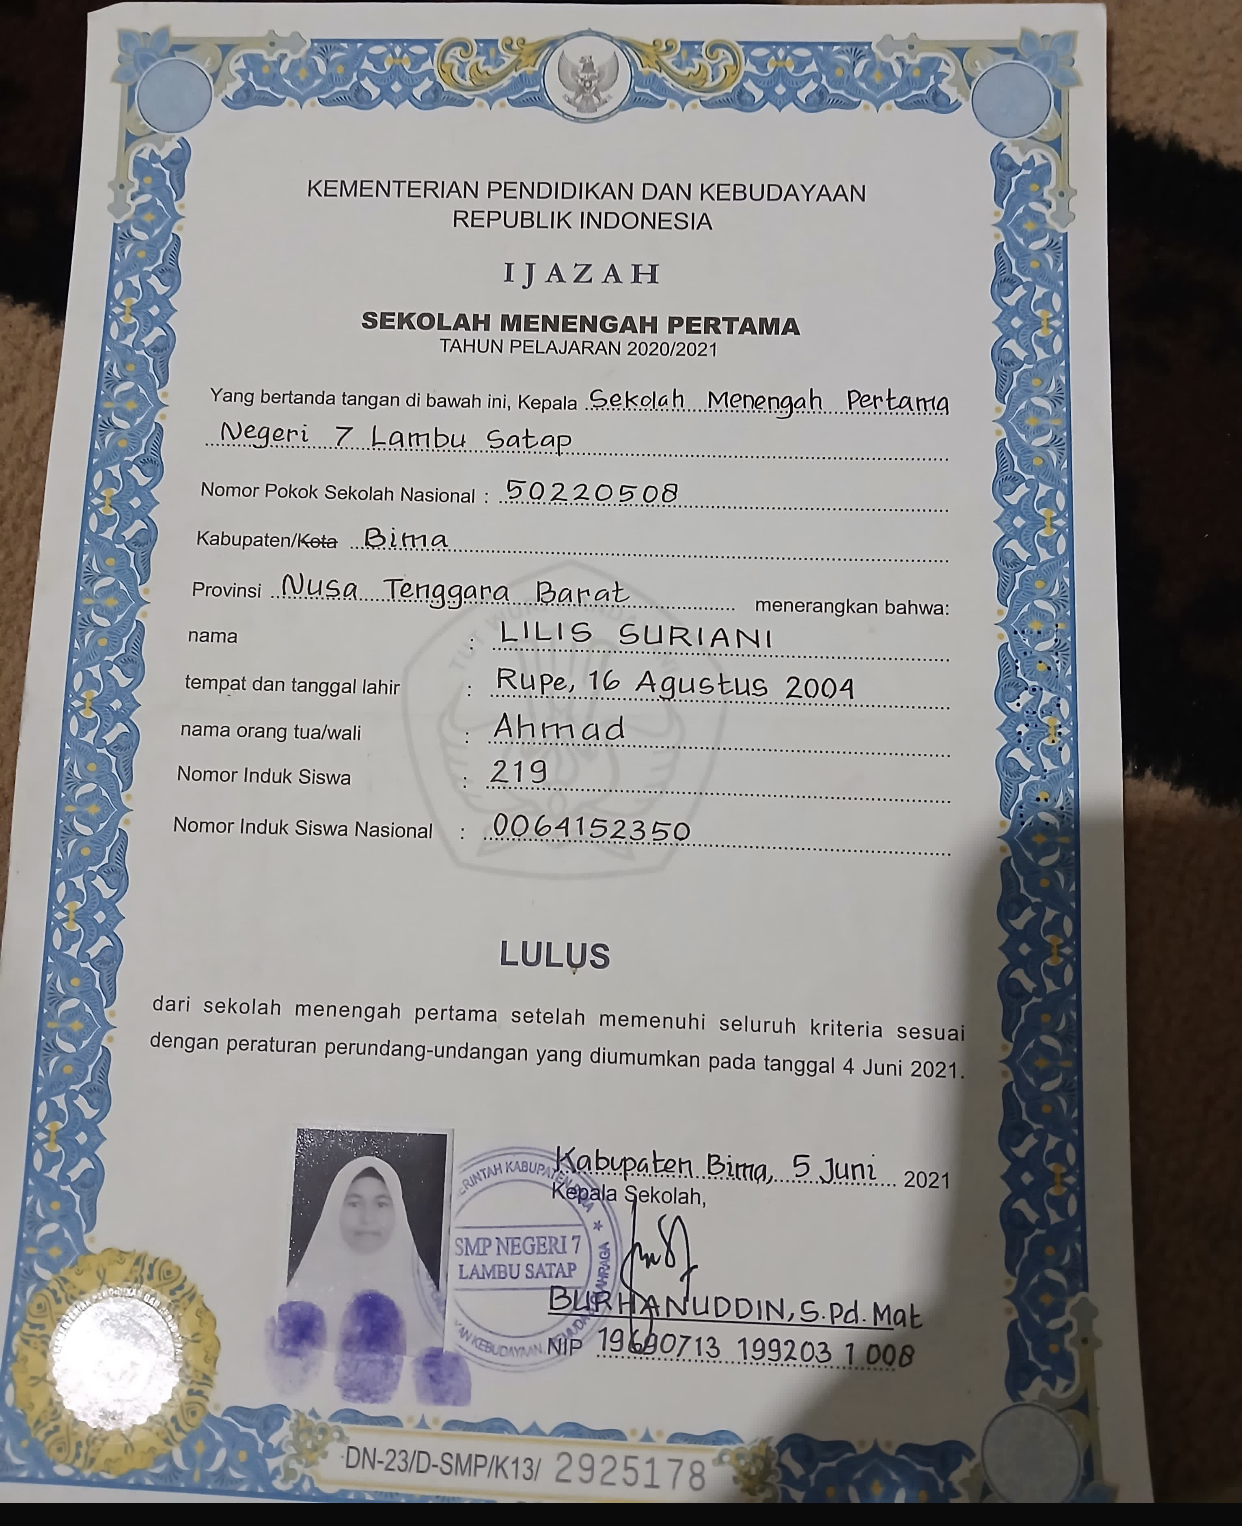 KEMENTERIAN PENDIDIKAN DAN KEBUDAYAAN
REPUBLIK INDONESIA
IJAZAH
SEKOLAH MENENGAH PERTAMA
TAHUN PELAJARAN 2020/2021
Yang bertanda tangan di bawah ini, Kepala Sekolah Menengah Pertama
Negeri 7 Lambu Satap
Nomor Pokok Sekolah Nasional : 50220508
Kabupaten/Kota Bima
Provinsi Nusa Tenggara Barat menerangkan bahwa:
nama : LILIS SURIANI
tempat dan tanggal lahir : Rupe, 16 Agustus 2004
nama orang tua/wali : Ahmad
Nomor Induk Siswa : 219
Nomor Induk Siswa Nasional : 0064152350
LULUS
dari sekolah menengah pertama setelah memenuhi seluruh kriteria sesuai
dengan peraturan perundang-undangan yang diumumkan pada tanggal 4 Juni 2021.
Kabupaten Bima, 5 Juni 2021
Kepala Sekolah,
SMP NEGERI 7
LAMBU SATAP
BURHANUDDIN, S.Pd. Mat
NIP 19690713 199203 1 008
DN-23/D-SMP/K13/ 2925178